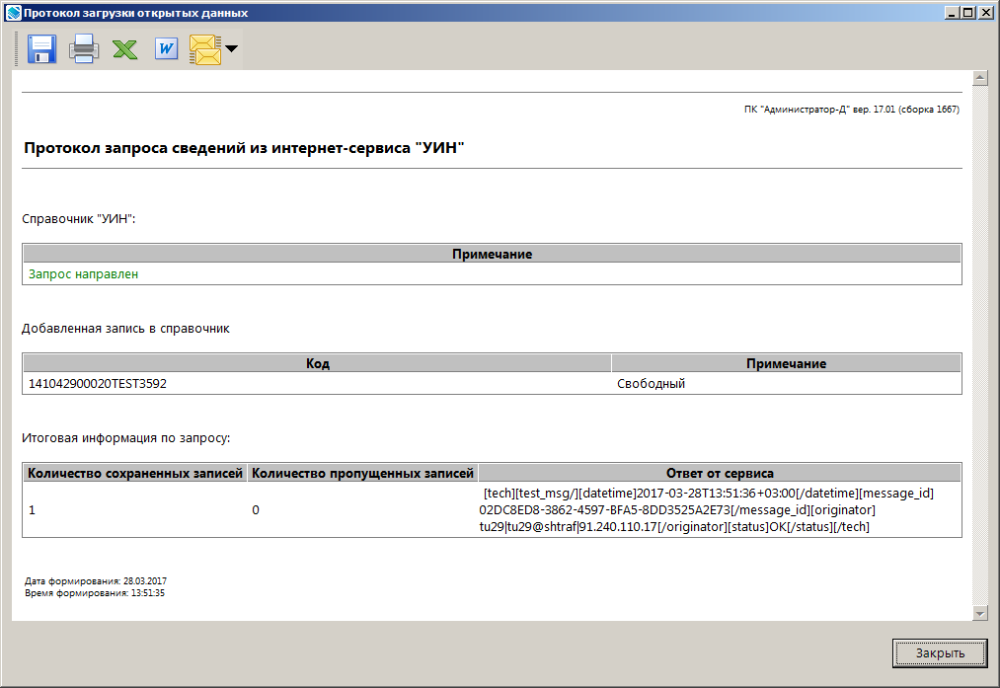 Протокол загрузки открытых данных
ПК "Администратор-Д" вер. 17.01 (сборка 1667)
Протокол запроса сведений из интернет-сервиса "УИН"
Справочник "УИН":
Примечание
Запрос направлен
Добавленная запись в справочник
Код Примечание
141042900020TEST3592 Свободный
Итоговая информация по запросу:
Количество сохраненных записей Количество пропущенных записей Ответ от сервиса
[tech][test_msg/][datetime]2017-03-28T13:51:36+03:00[/datetime][message_id]
1 0 02DC8ED8-3862-4597-BFA5-8DD3525A2E73[/message_id][originator]
tu29|tu29@shtraf|91.240.110.17[/originator][status]OK[/status][/tech]
Дата формирования: 28.03.2017
Время формирования: 13:51:35
Закрыть